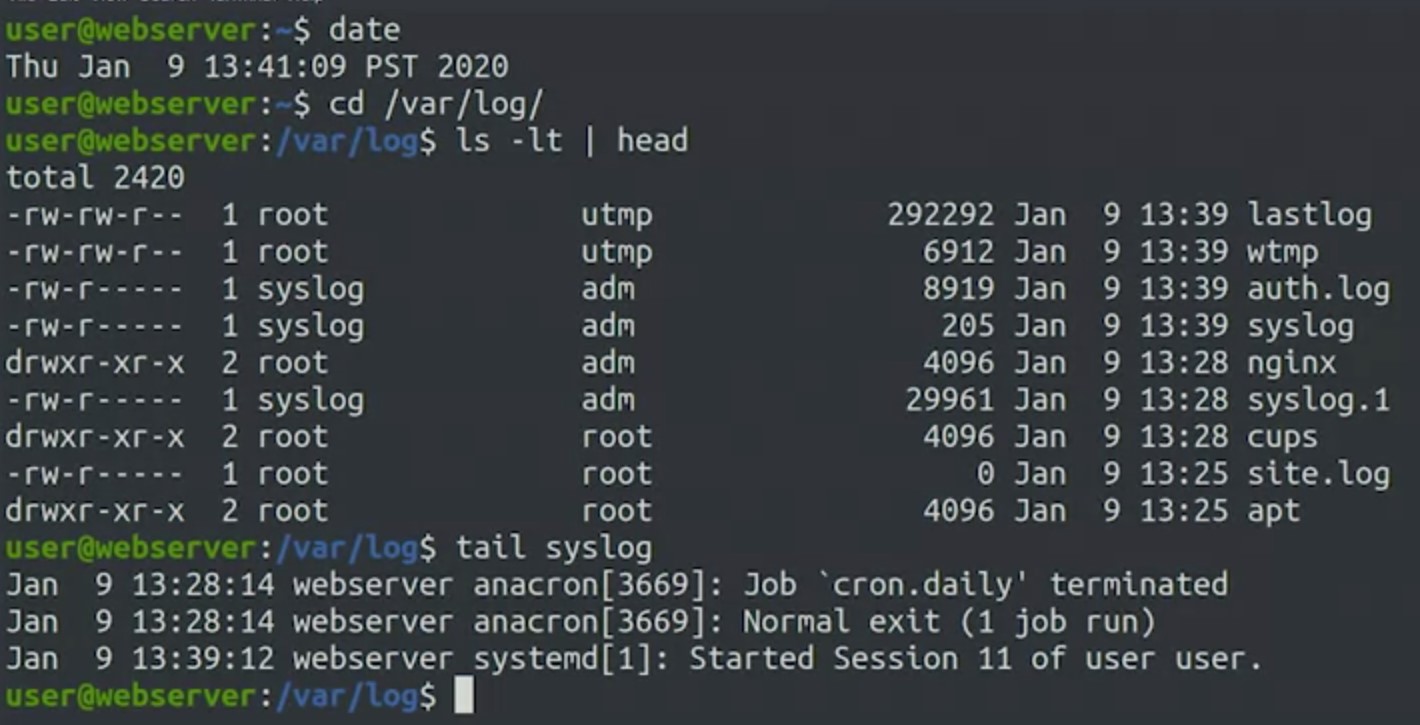 user@webserver:~$ date
Thu Jan  9 13:41:09 PST 2020
user@webserver:~$ cd /var/log/
user@webserver:/var/log$ ls -lt | head
total 2420
-rw-rw-r--  1 root              utmp             292292 Jan  9 13:39 lastlog
-rw-rw-r--  1 root              utmp               6912 Jan  9 13:39 wtmp
-rw-r-----  1 syslog            adm                8919 Jan  9 13:39 auth.log
-rw-r-----  1 syslog            adm                 205 Jan  9 13:39 syslog
drwxr-xr-x  2 root              adm                4096 Jan  9 13:28 nginx
-rw-r-----  1 syslog            adm               29961 Jan  9 13:28 syslog.1
drwxr-xr-x  2 root              root               4096 Jan  9 13:28 cups
-rw-r-----  1 root              root                  0 Jan  9 13:25 site.log
drwxr-xr-x  2 root              root               4096 Jan  9 13:25 apt
user@webserver:/var/log$ tail syslog
Jan  9 13:28:14 webserver anacron[3669]: Job `cron.daily' terminated
Jan  9 13:28:14 webserver anacron[3669]: Normal exit (1 job run)
Jan  9 13:39:12 webserver systemd[1]: Started Session 11 of user user.
user@webserver:/var/log$